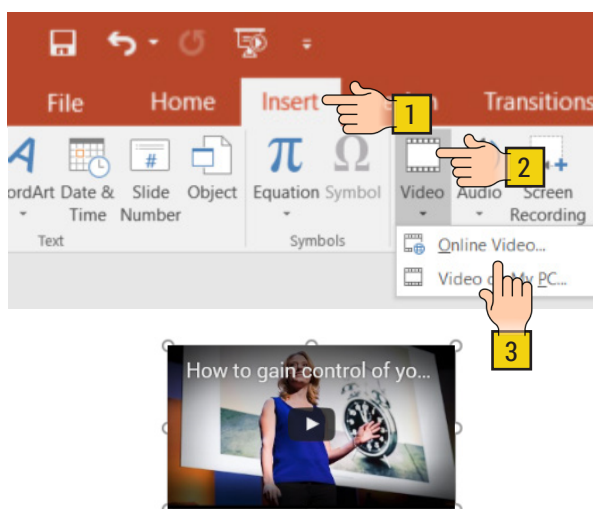 File Home Insert Transitions
1
ordArt Date & Slide Object Equation Symbol Video Audio Screen
Time Number Recording
2
Text Symbols
Online Video...
Video PC...
3
How to gain control of yo...